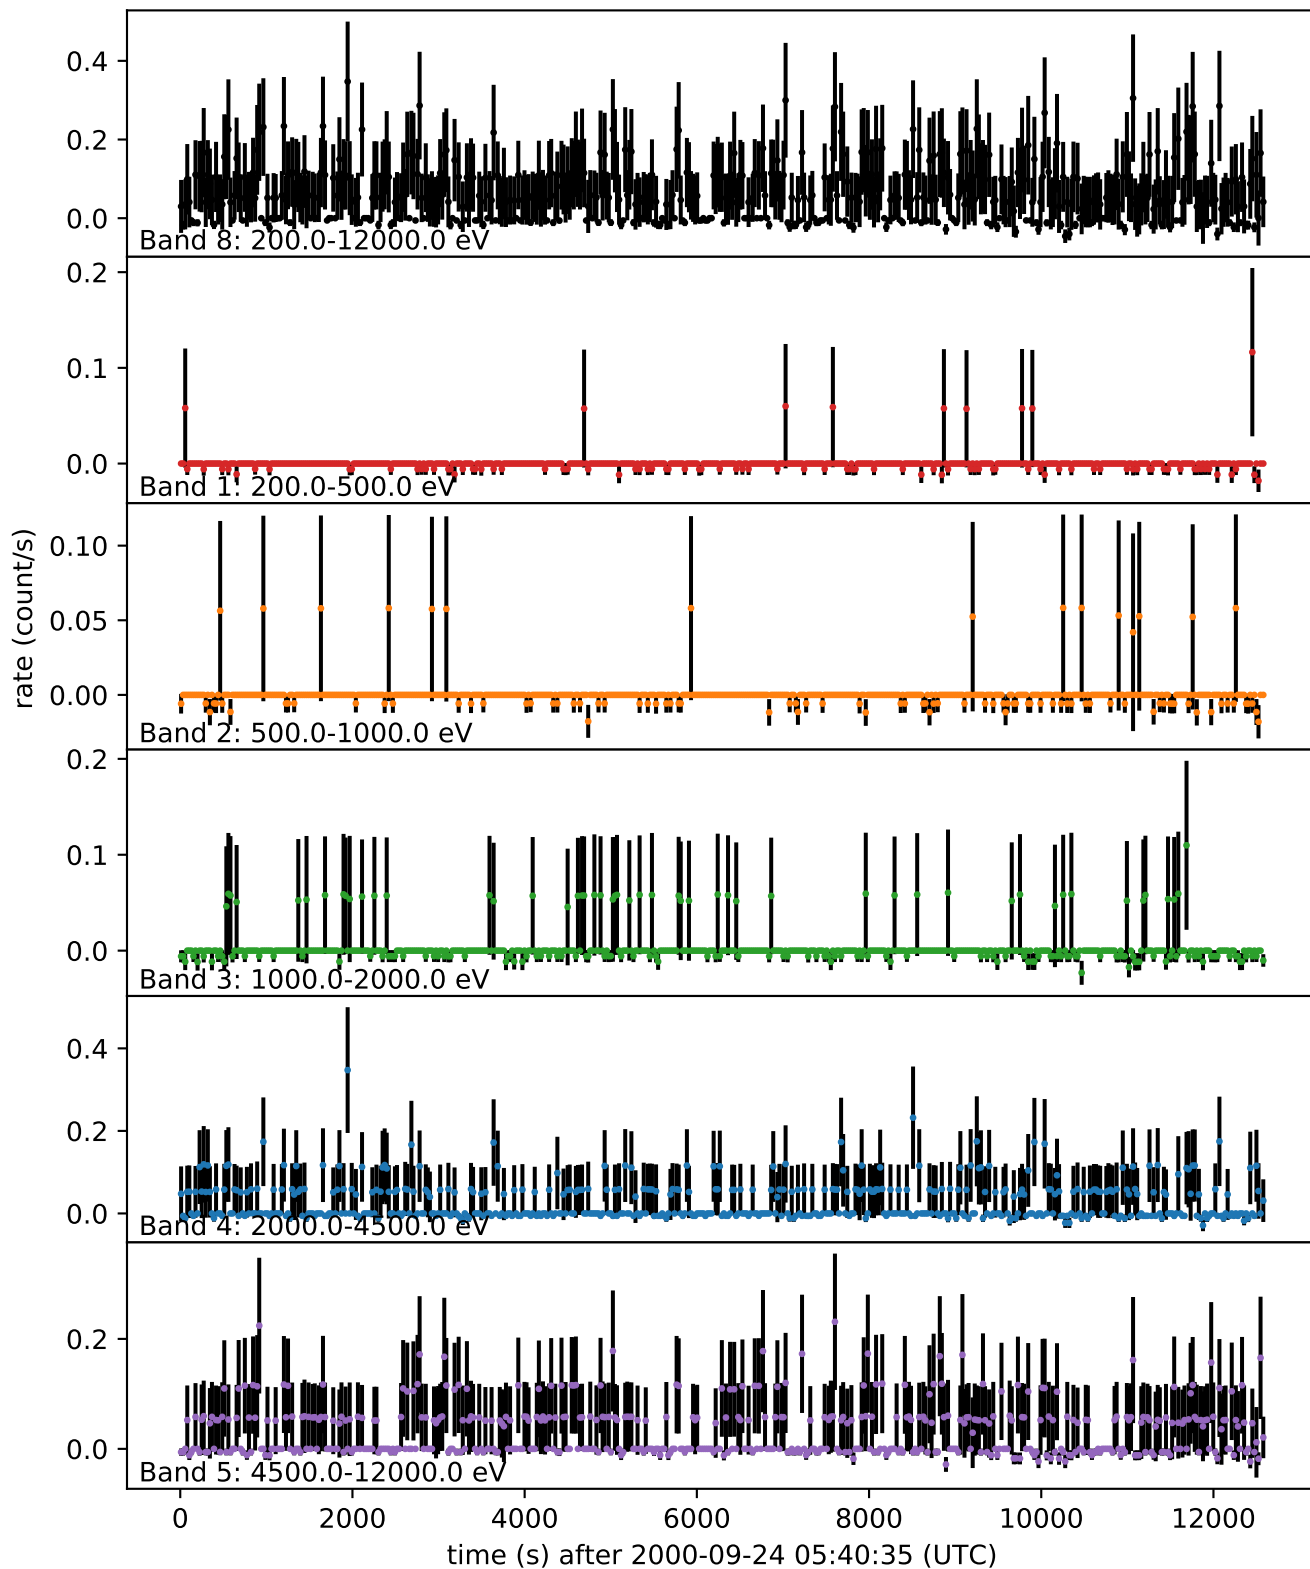 0.4
0.2
0.0
Band 8: 200.0-12000.0 eV
0.2
0.1
0.0
Band 1: 200.0-500.0 eV
0.10
0.05
0.00
Band 2: 500.0-1000.0 eV
rate (count/s)
0.2
0.1
0.0
Band 3: 1000.0-2000.0 eV
0.4
0.2
0.0
Band 4: 2000.0-4500.0 eV
0.2
0.0
Band 5: 4500.0-12000.0 eV
0 2000 4000 6000 8000 10000 12000
time (s) after 2000-09-24 05:40:35 (UTC)